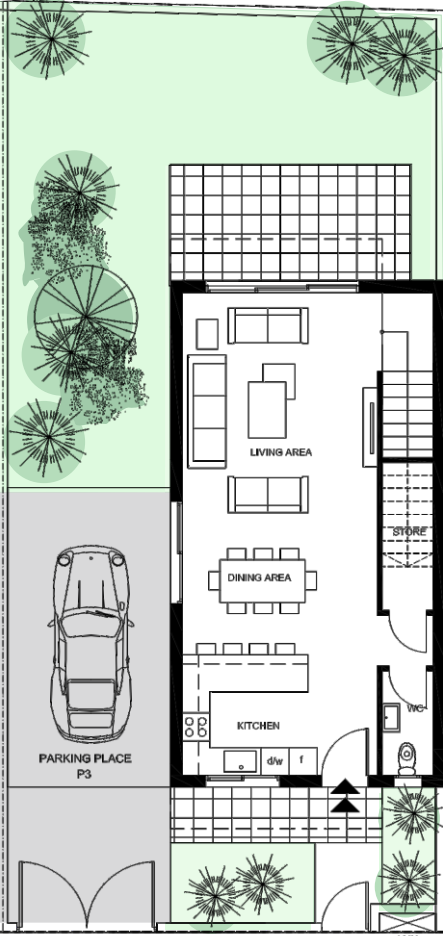 LIVING AREA
STORE
DINING AREA
WC
KITCHEN
d/w
f
PARKING PLACE
P3